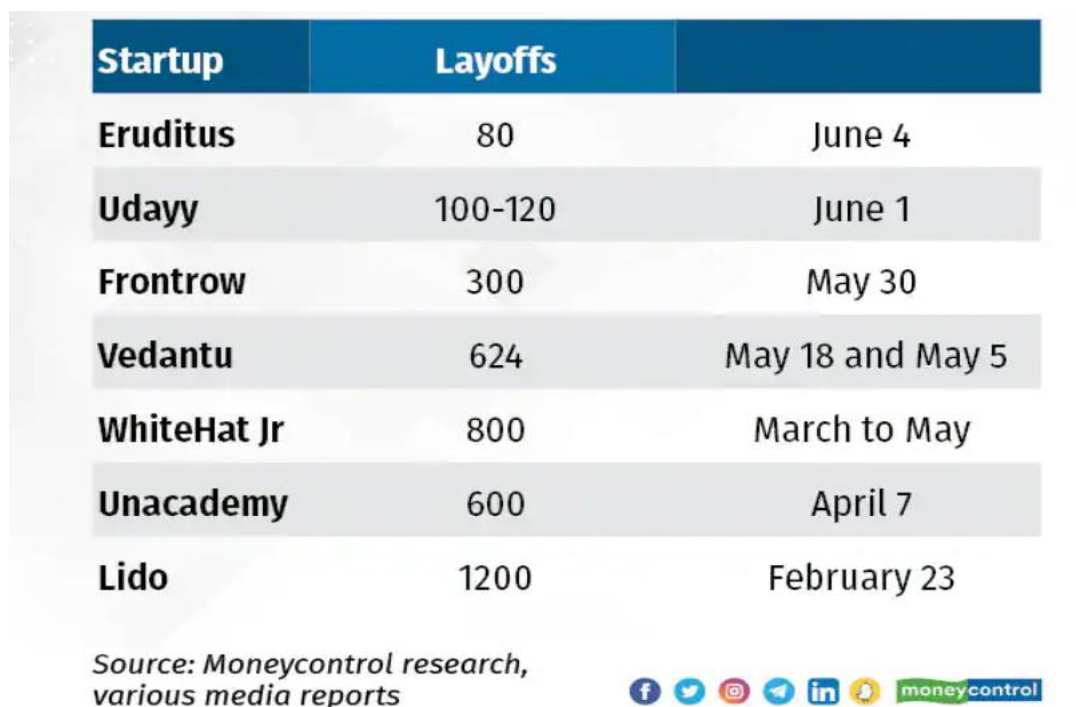 Startup Layoffs
Eruditus 80 June 4
Udayy 100-120 June 1
Frontrow 300 May 30
Vedantu 624 May 18 and May 5
WhiteHat Jr 800 March to May
Unacademy 600 April 7
Lido 1200 February 23
Source: Moneycontrol research,
various media reports
moneycontrol